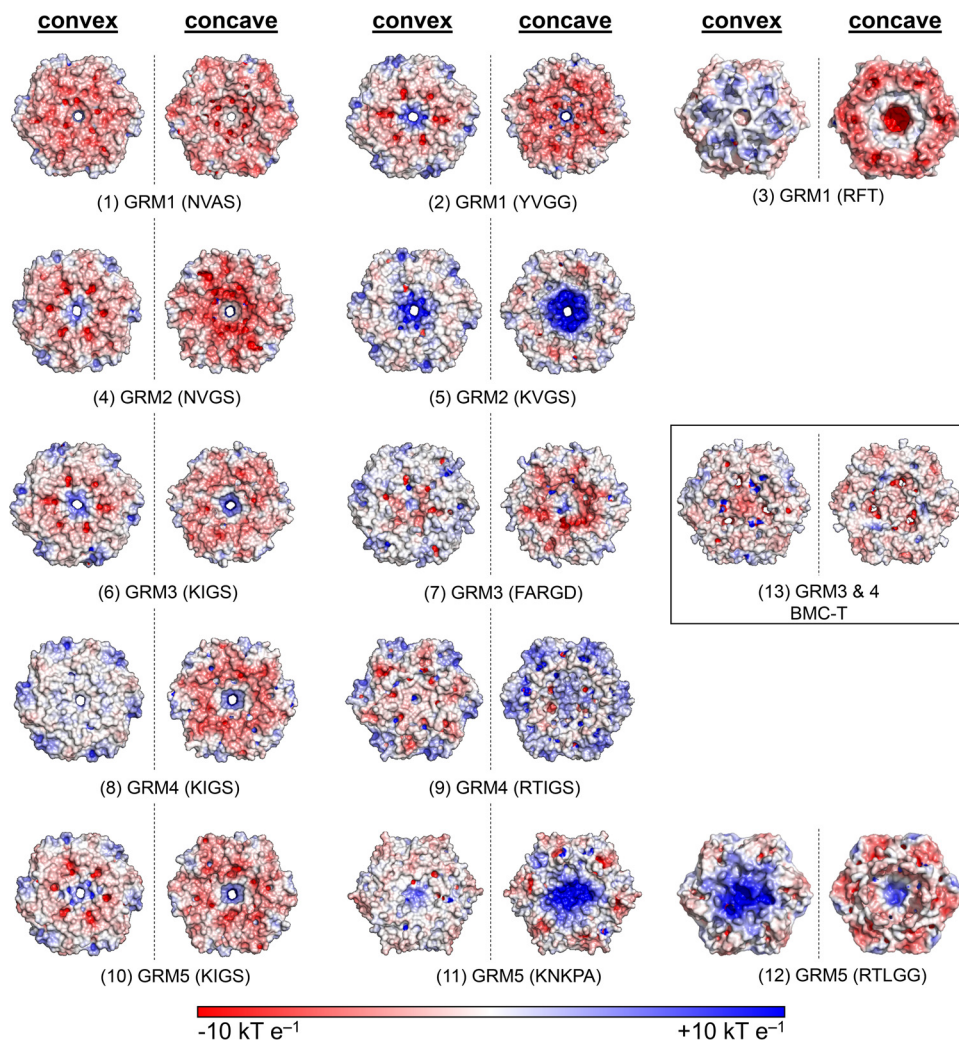 convex concave convex concave convex concave
(1) GRM1 (NVAS) (2) GRM1 (YVGG) (3) GRM1 (RFT)
(4) GRM2 (NVGS) (5) GRM2 (KVGS)
(6) GRM3 (KIGS) (7) GRM3 (FARGD) (13) GRM3 & 4
BMC-T
(8) GRM4 (KIGS) (9) GRM4 (RTIGS)
(10) GRM5 (KIGS) (11) GRM5 (KNKPA) (12) GRM5 (RTLGG)
-10 kT e⁻¹ +10 kT e⁻¹